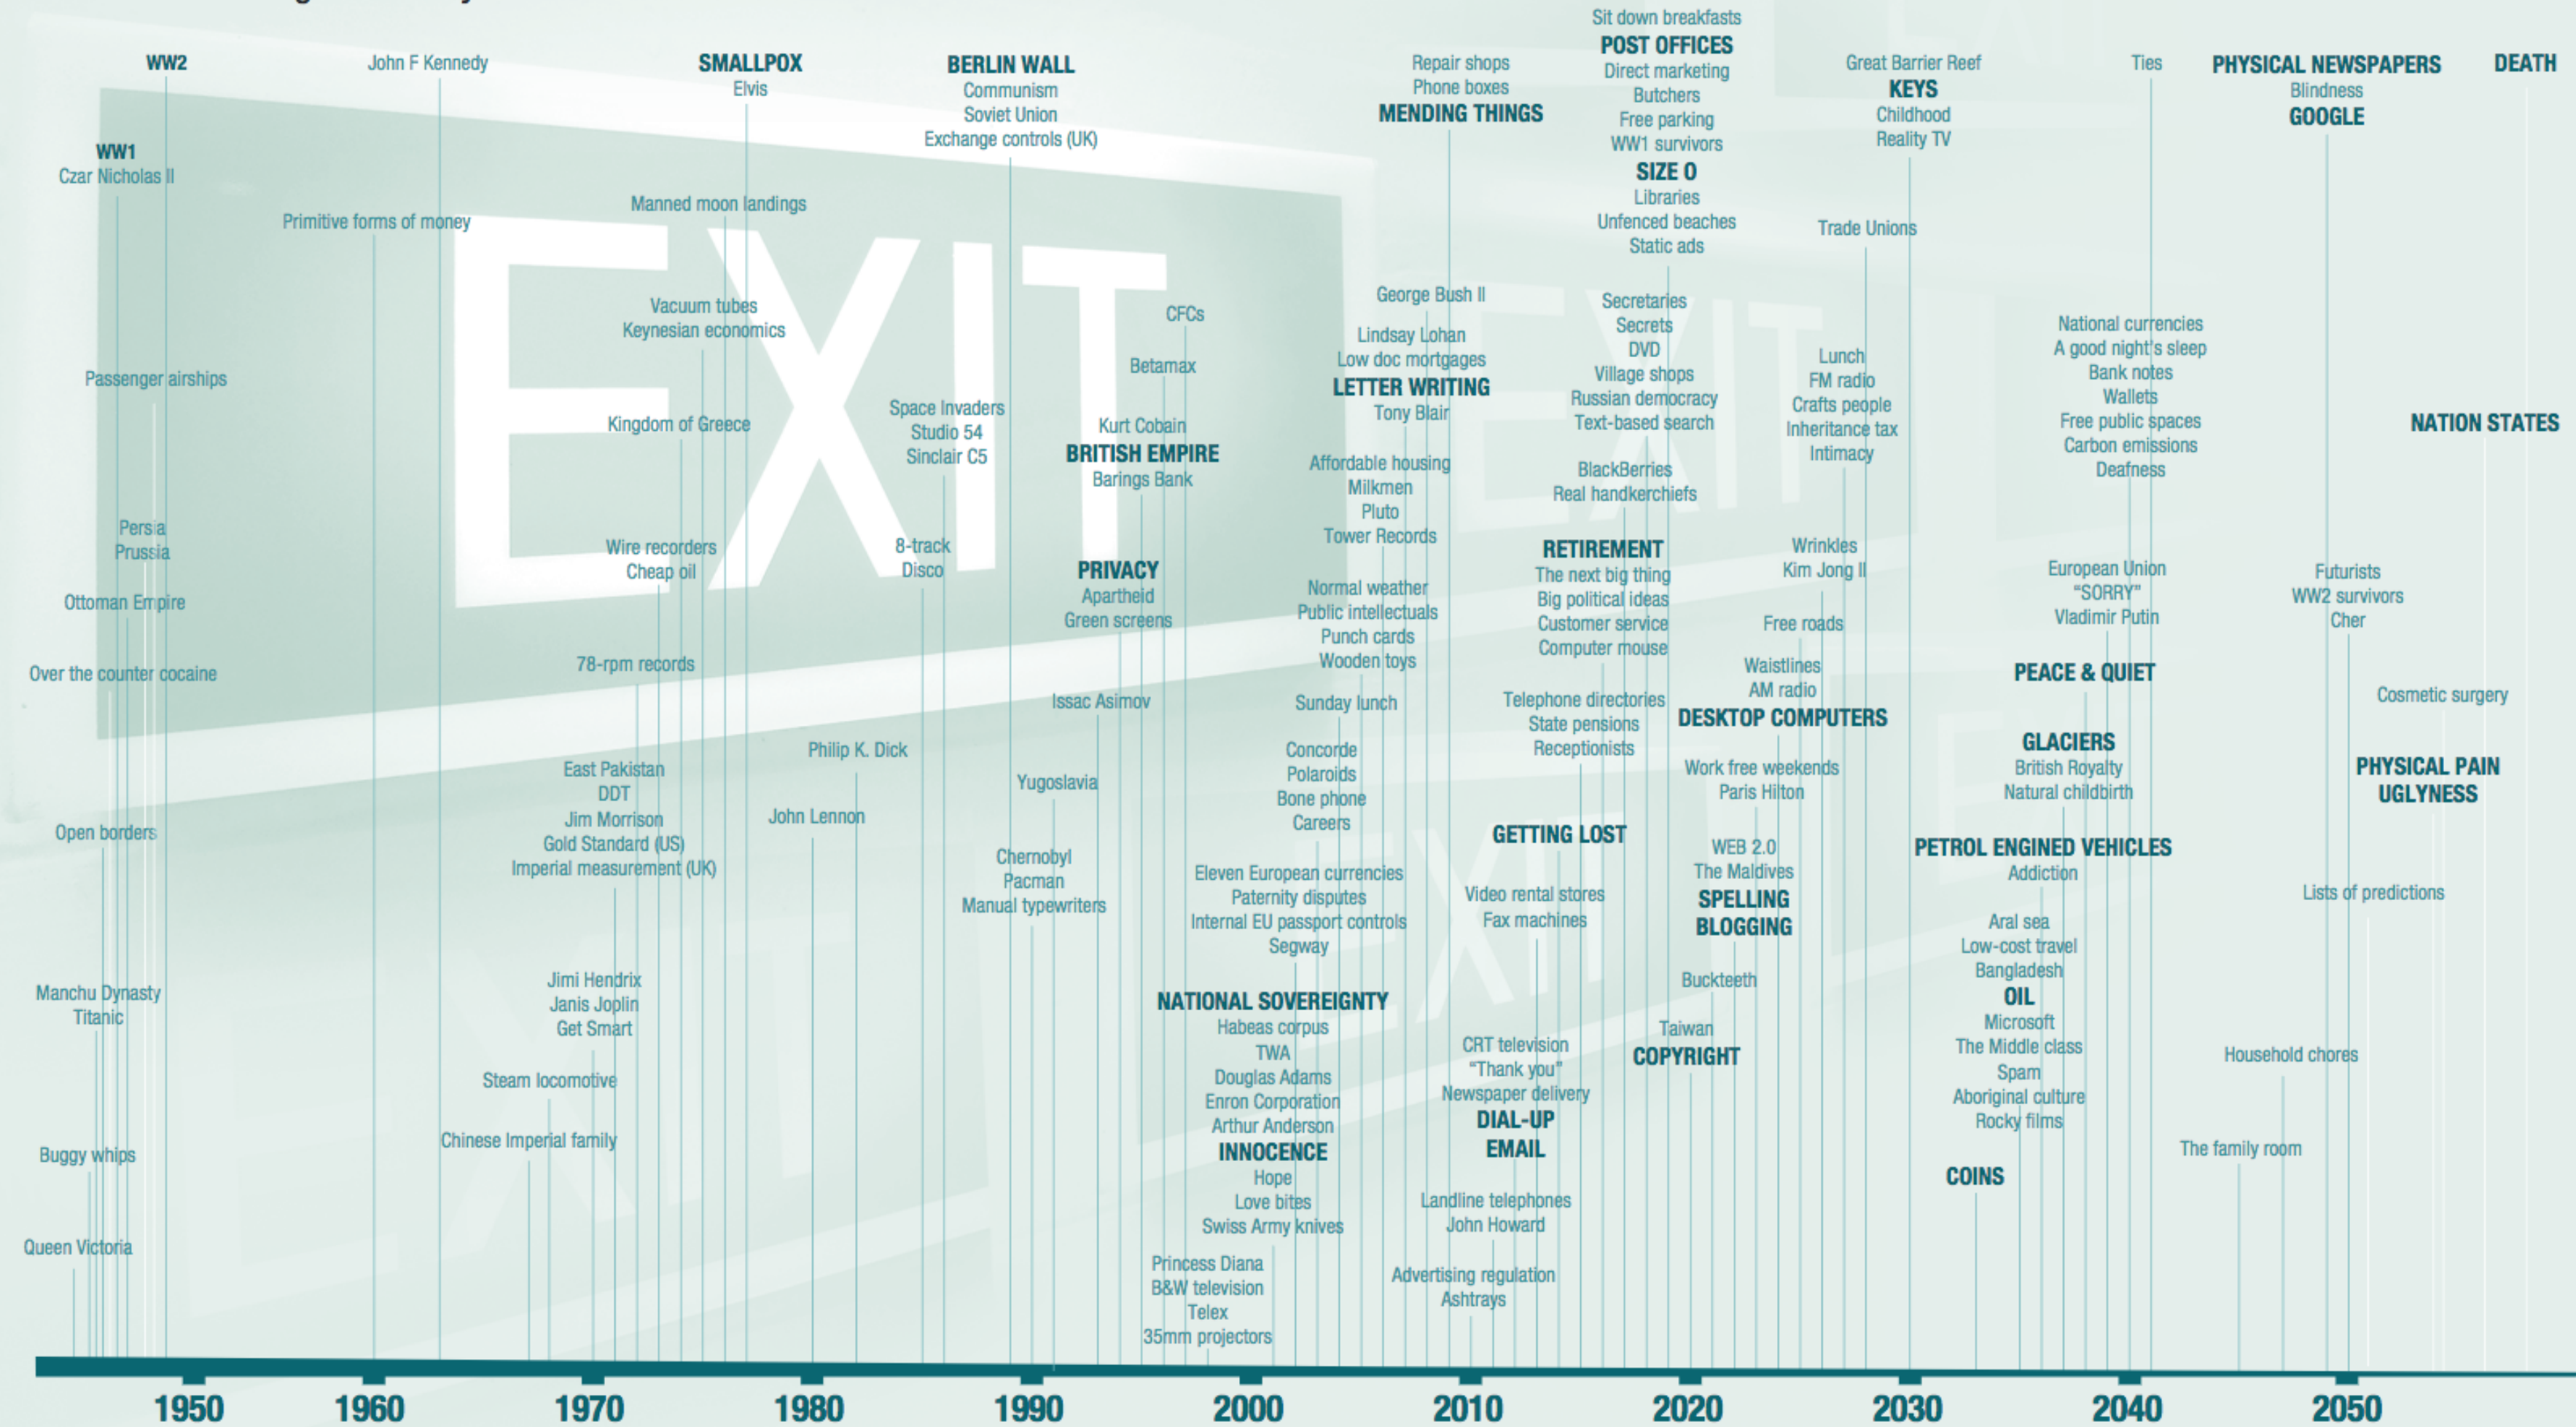 WW2
WW1
Czar Nicholas II
Passenger airships
Persia
Prussia
Ottoman Empire
Over the counter cocaine
Open borders
Manchu Dynasty
Titanic
Buggy whips
Queen Victoria
John F Kennedy
Primitive forms of money
SMALLPOX
Elvis
Manned moon landings
Vacuum tubes
Keynesian economics
Kingdom of Greece
Wire recorders
Cheap oil
78-rpm records
East Pakistan
DDT
Jim Morrison
Gold Standard (US)
Imperial measurement (UK)
Jimi Hendrix
Janis Joplin
Get Smart
Steam locomotive
Chinese Imperial family
EXIT
BERLIN WALL
Communism
Soviet Union
Exchange controls (UK)
Space Invaders
Studio 54
Sinclair C5
8-track
Disco
Philip K. Dick
John Lennon
CFCs
Betamax
Kurt Cobain
BRITISH EMPIRE
Barings Bank
PRIVACY
Apartheid
Green screens
Issac Asimov
Yugoslavia
Chernobyl
Pacman
Manual typewriters
Repair shops
Phone boxes
MENDING THINGS
George Bush II
Lindsay Lohan
Low doc mortgages
LETTER WRITING
Tony Blair
Affordable housing
Milkmen
Pluto
Tower Records
Normal weather
Public intellectuals
Punch cards
Wooden toys
Sunday lunch
Concorde
Polaroids
Bone phone
Careers
Eleven European currencies
Paternity disputes
Internal EU passport controls
Segway
NATIONAL SOVEREIGNTY
Habeas corpus
TWA
Douglas Adams
Enron Corporation
Arthur Anderson
INNOCENCE
Hope
Love bites
Swiss Army knives
Princess Diana
B&W television
Telex
35mm projectors
Sit down breakfasts
POST OFFICES
Direct marketing
Butchers
Free parking
WW1 survivors
SIZE O
Libraries
Unfenced beaches
Static ads
Secretaries
Secrets
DVD
Village shops
Russian democracy
Text-based search
BlackBerries
Real handkerchiefs
RETIREMENT
The next big thing
Big political ideas
Customer service
Computer mouse
Telephone directories
State pensions
Receptionists
GETTING LOST
Video rental stores
Fax machines
CRT television
“Thank you”
Newspaper delivery
DIAL-UP
EMAIL
Landline telephones
John Howard
Advertising regulation
Ashtrays
EXIT
EXIT
EXIT
Great Barrier Reef
KEYS
Childhood
Reality TV
Trade Unions
Lunch
FM radio
Crafts people
Inheritance tax
Intimacy
Wrinkles
Kim Jong Il
Free roads
Waistlines
AM radio
DESKTOP COMPUTERS
Work free weekends
Paris Hilton
WEB 2.0
The Maldives
SPELLING
BLOGGING
Buckteeth
Taiwan
COPYRIGHT
Ties
National currencies
A good night's sleep
Bank notes
Wallets
Free public spaces
Carbon emissions
Deafness
European Union
“SORRY”
Vladimir Putin
PEACE & QUIET
GLACIERS
British Royalty
Natural childbirth
PETROL ENGINED VEHICLES
Addiction
Aral sea
Low-cost travel
Bangladesh
OIL
Microsoft
The Middle class
Spam
Aboriginal culture
Rocky films
COINS
PHYSICAL NEWSPAPERS
Blindness
GOOGLE
DEATH
NATION STATES
Futurists
WW2 survivors
Cher
Cosmetic surgery
PHYSICAL PAIN
UGLYNESS
Lists of predictions
Household chores
The family room
1950
1960
1970
1980
1990
2000
2010
2020
2030
2040
2050